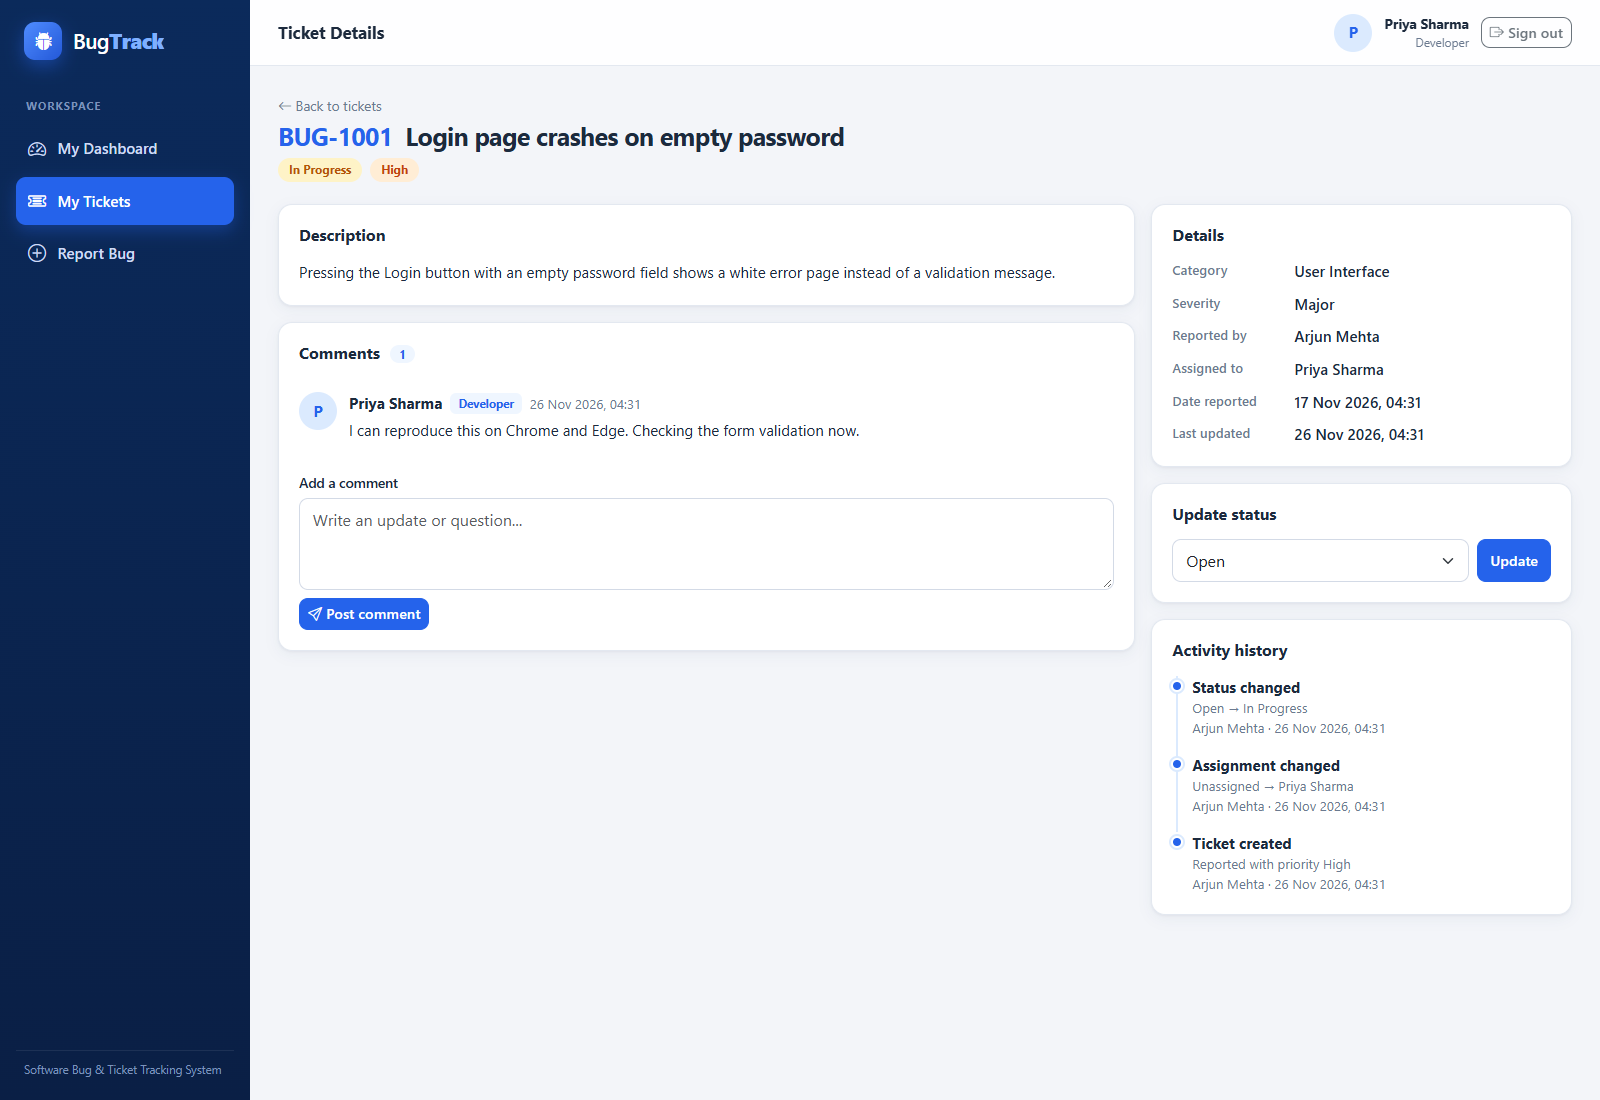 BugTrack
WORKSPACE
My Dashboard
My Tickets
Report Bug
Software Bug & Ticket Tracking System
Ticket Details
P
Priya Sharma
Developer
Sign out
← Back to tickets
BUG-1001 Login page crashes on empty password
In Progress High
Description
Pressing the Login button with an empty password field shows a white error page instead of a validation message.
Comments 1
P
Priya Sharma Developer 26 Nov 2026, 04:31
I can reproduce this on Chrome and Edge. Checking the form validation now.
Add a comment
Write an update or question...
Post comment
Details
Category User Interface
Severity Major
Reported by Arjun Mehta
Assigned to Priya Sharma
Date reported 17 Nov 2026, 04:31
Last updated 26 Nov 2026, 04:31
Update status
Open Update
Activity history
Status changed
Open → In Progress
Arjun Mehta · 26 Nov 2026, 04:31
Assignment changed
Unassigned → Priya Sharma
Arjun Mehta · 26 Nov 2026, 04:31
Ticket created
Reported with priority High
Arjun Mehta · 26 Nov 2026, 04:31